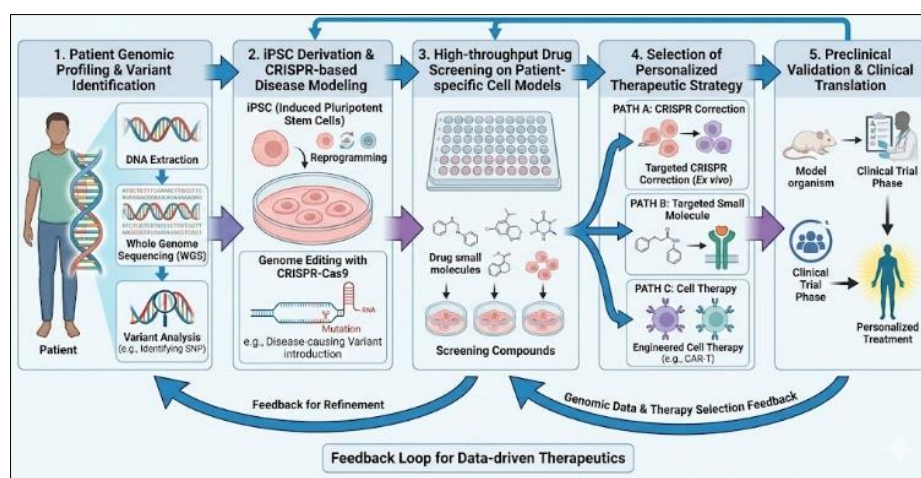 1. Patient Genomic
Profiling & Variant
Identification
DNA Extraction
Whole Genome
Sequencing (WGS)
Variant Analysis
(e.g., Identifying SNP)
Patient
2. iPSC Derivation &
CRISPR-based
Disease Modeling
iPSC (Induced Pluripotent
Stem Cells)
Reprogramming
Genome Editing with
CRISPR-Cas9
RNA
Mutation
e.g., Disease-causing Variant
introduction
3. High-throughput Drug
Screening on Patient-
specific Cell Models
Drug small
molecules
Screening Compounds
4. Selection of
Personalized
Therapeutic Strategy
PATH A: CRISPR Correction
Targeted CRISPR
Correction (Ex vivo)
PATH B: Targeted Small
Molecule
PATH C: Cell Therapy
Engineered Cell Therapy
(e.g., CAR-T)
5. Preclinical
Validation & Clinical
Translation
Model
organism
Clinical Trial
Phase
Clinical
Trial
Phase
Personalized
Treatment
Feedback for Refinement
Genomic Data & Therapy Selection Feedback
Feedback Loop for Data-driven Therapeutics